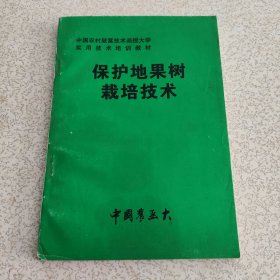 中国农村致富技术函授大学
实用技术培训教材
保护地果树
栽培技术
中国农函大